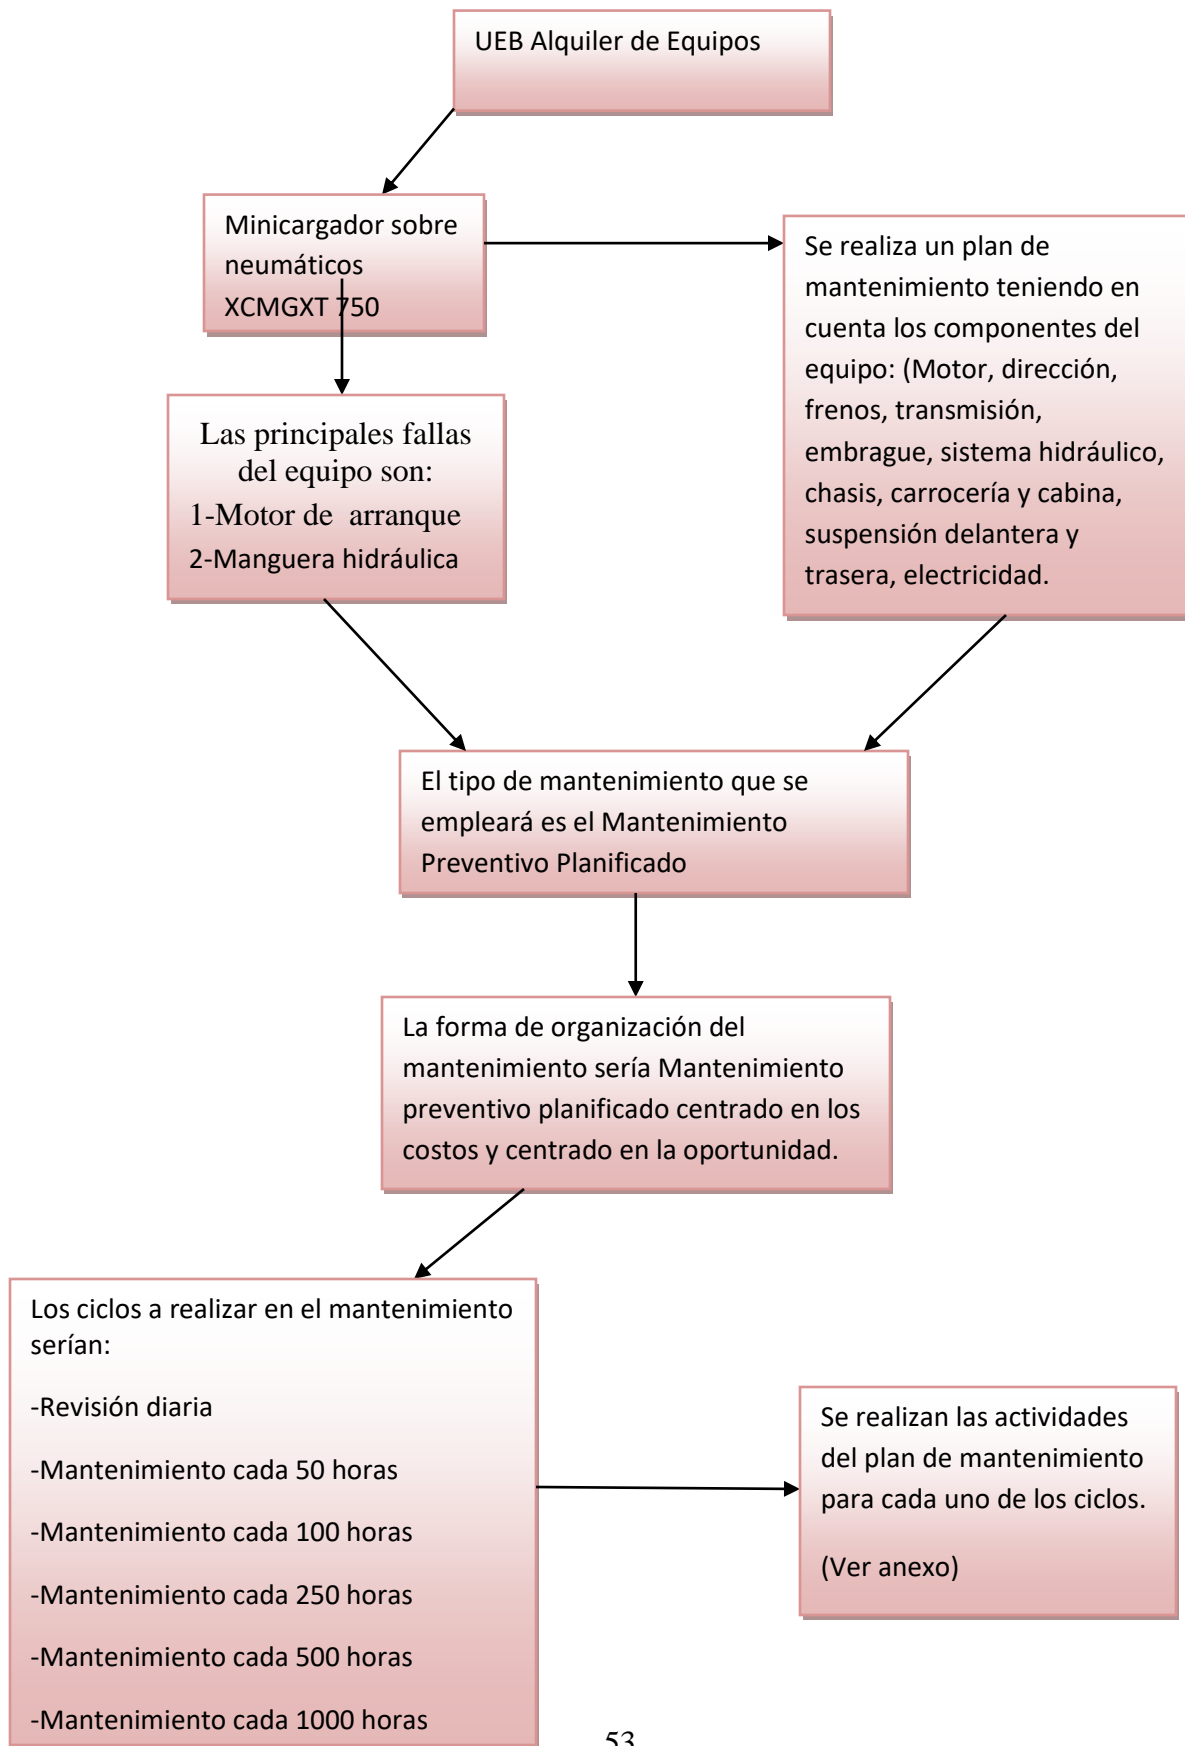 UEB Alquiler de Equipos
Minicargador sobre
neumáticos
XCMGXT 750
Se realiza un plan de
mantenimiento teniendo en
cuenta los componentes del
equipo: (Motor, dirección,
frenos, transmisión,
embrague, sistema hidráulico,
chasis, carrocería y cabina,
suspensión delantera y
trasera, electricidad.
Las principales fallas
del equipo son:
1-Motor de arranque
2-Manguera hidráulica
El tipo de mantenimiento que se
empleará es el Mantenimiento
Preventivo Planificado
La forma de organización del
mantenimiento sería Mantenimiento
preventivo planificado centrado en los
costos y centrado en la oportunidad.
Los ciclos a realizar en el mantenimiento
serían:
-Revisión diaria
-Mantenimiento cada 50 horas
-Mantenimiento cada 100 horas
-Mantenimiento cada 250 horas
-Mantenimiento cada 500 horas
-Mantenimiento cada 1000 horas
Se realizan las actividades
del plan de mantenimiento
para cada uno de los ciclos.
(Ver anexo)
53